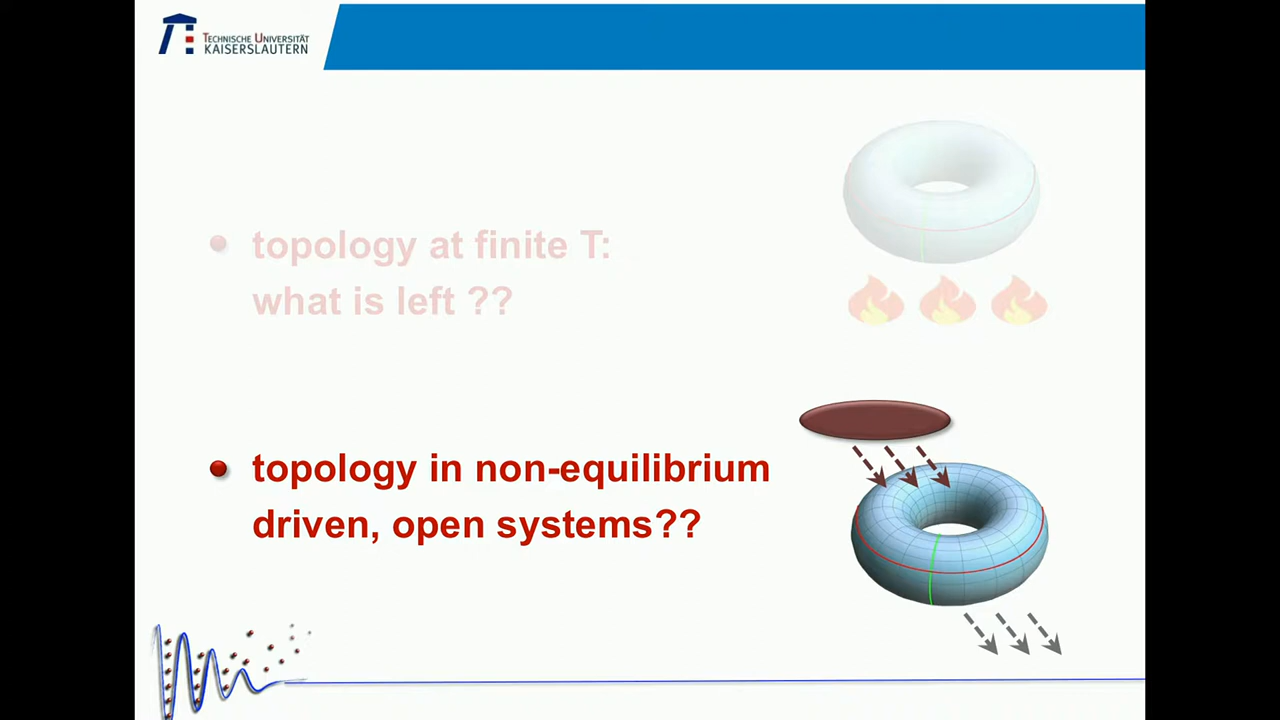 TECHNISCHE UNIVERSITÄT
KAISERSLAUTERN
topology at finite T:
what is left ??
topology in non-equilibrium
driven, open systems??